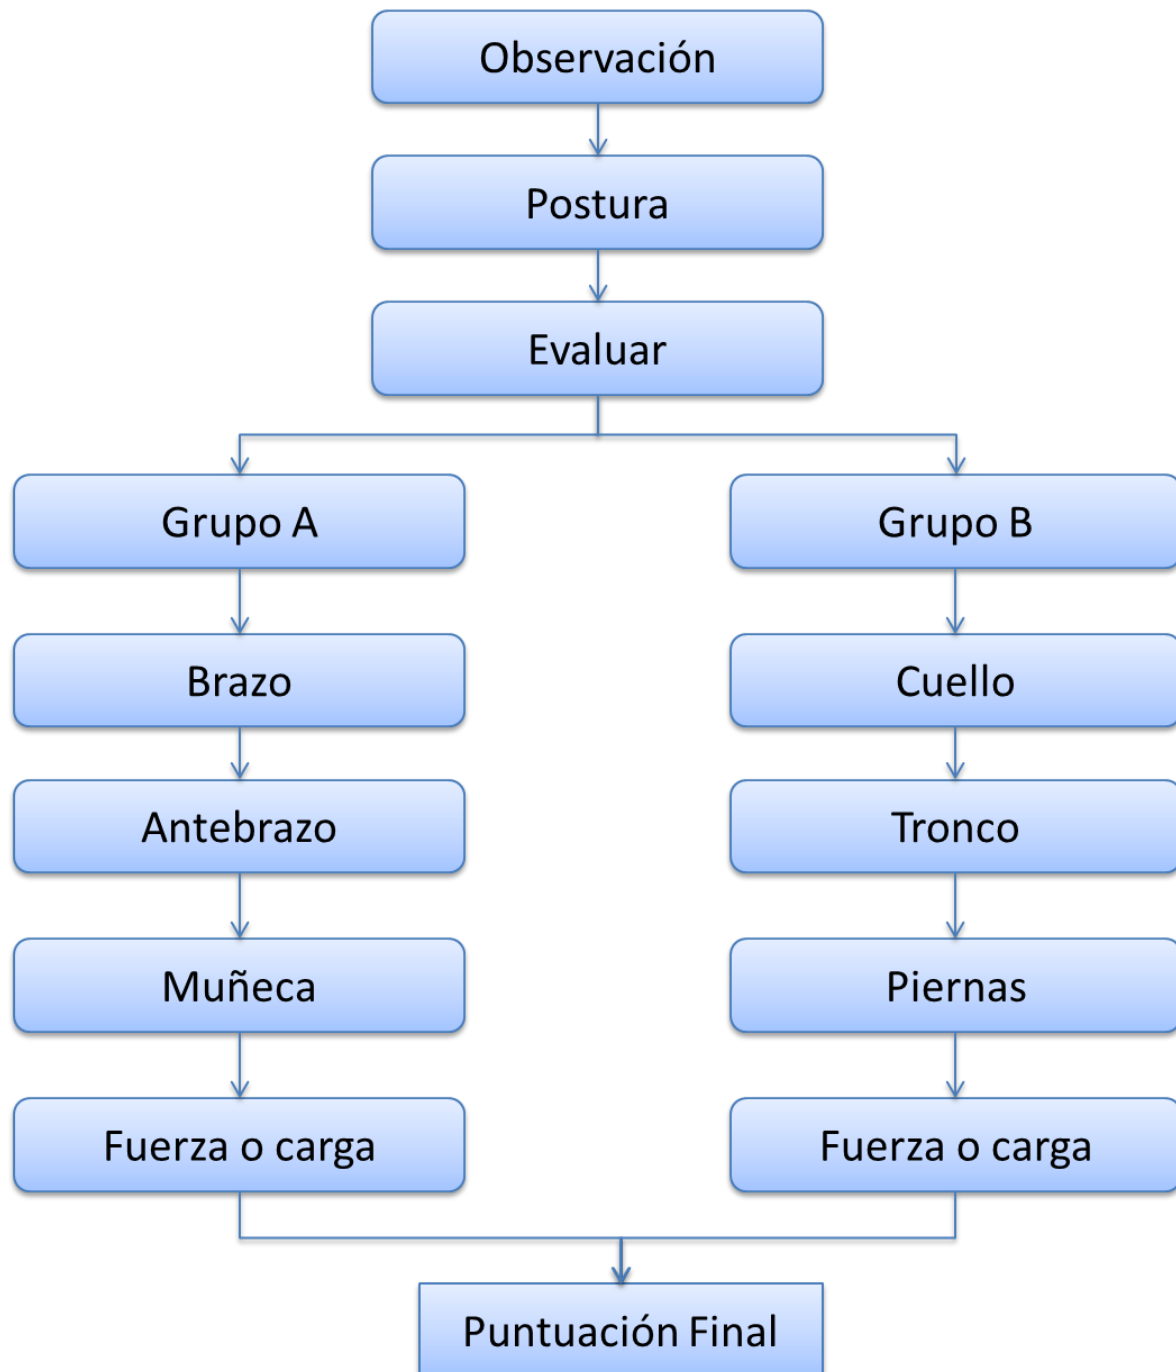 Observación
Postura
Evaluar
Grupo A
Grupo B
Brazo
Cuello
Antebrazo
Tronco
Muñeca
Piernas
Fuerza o carga
Fuerza o carga
Puntuación Final